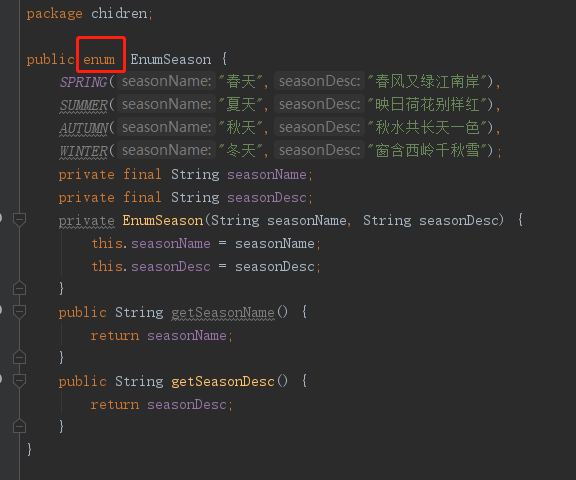 package chidren;
public enum EnumSeason {
SPRING( seasonName: "春天", seasonDesc: "春风又绿江南岸"),
SUMMER( seasonName: "夏天", seasonDesc: "映日荷花别样红"),
AUTUMN( seasonName: "秋天", seasonDesc: "秋水共长天一色"),
WINTER( seasonName: "冬天", seasonDesc: "窗含西岭千秋雪");
private final String seasonName;
private final String seasonDesc;
private EnumSeason(String seasonName, String seasonDesc) {
this.seasonName = seasonName;
this.seasonDesc = seasonDesc;
}
public String getSeasonName() {
return seasonName;
}
public String getSeasonDesc() {
return seasonDesc;
}
}